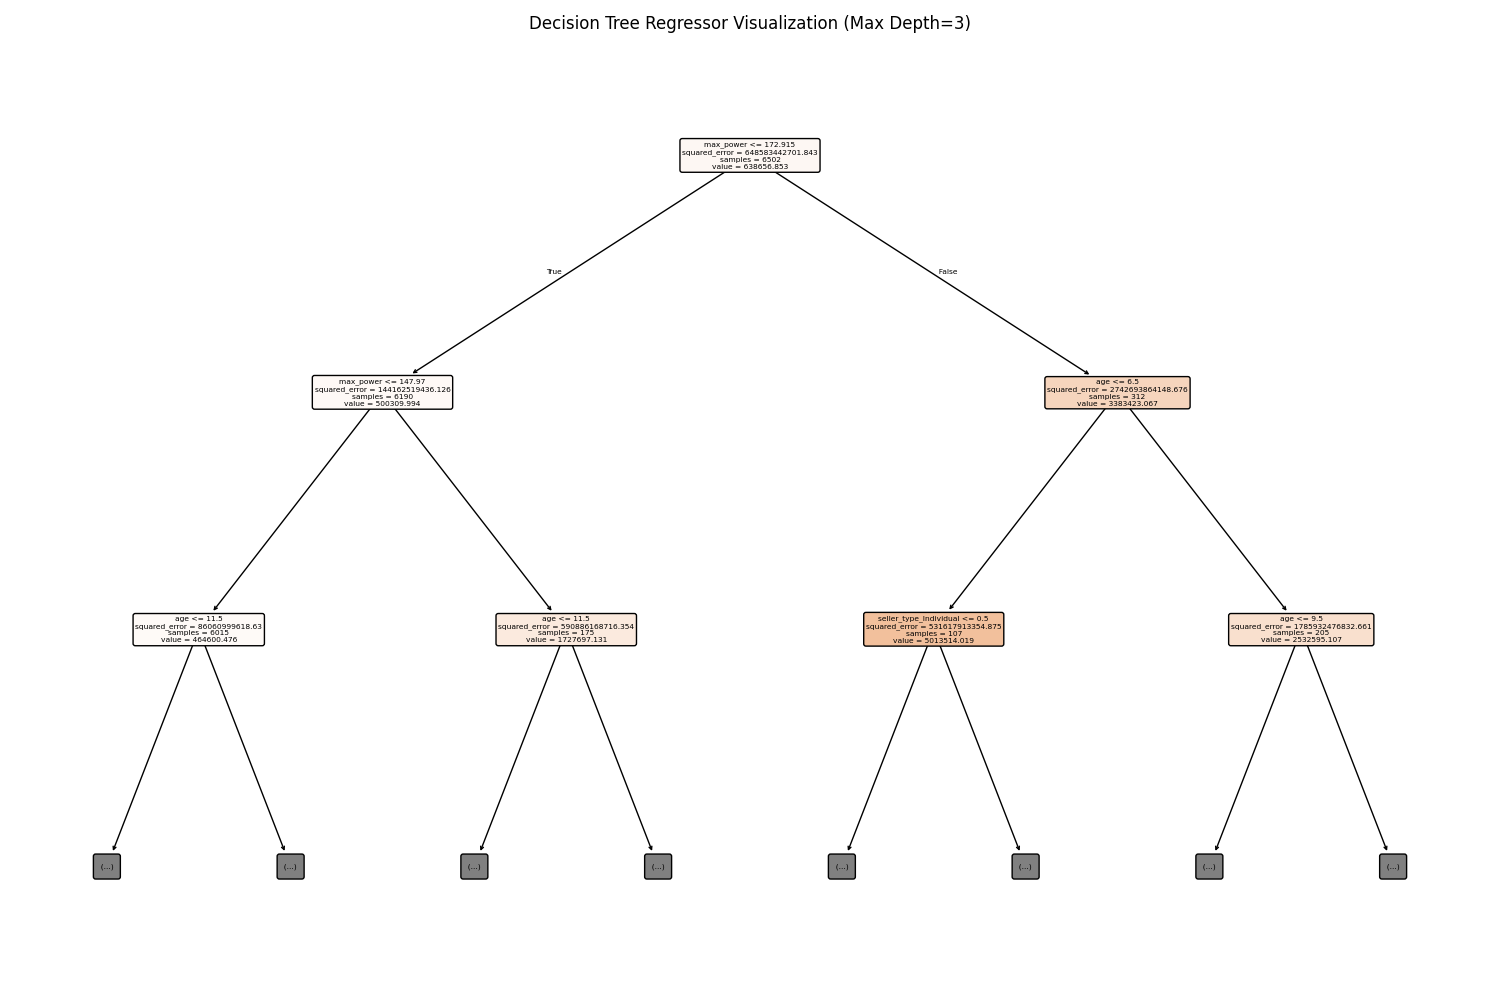 Decision Tree Regressor Visualization (Max Depth=3)
max_power <= 172.915
squared_error = 648583442701.843
samples = 6502
value = 638656.853
True
False
max_power <= 147.97
squared_error = 144162519436.126
samples = 6190
value = 500309.994
age <= 6.5
squared_error = 2742693864148.676
samples = 312
value = 3383423.067
age <= 11.5
squared_error = 86060999618.63
samples = 6015
value = 464600.476
age <= 11.5
squared_error = 590886168716.354
samples = 175
value = 1727697.131
seller_type_Individual <= 0.5
squared_error = 531617913354.875
samples = 107
value = 5013514.019
age <= 9.5
squared_error = 1785932476832.661
samples = 205
value = 2532595.107
(...)
(...)
(...)
(...)
(...)
(...)
(...)
(...)